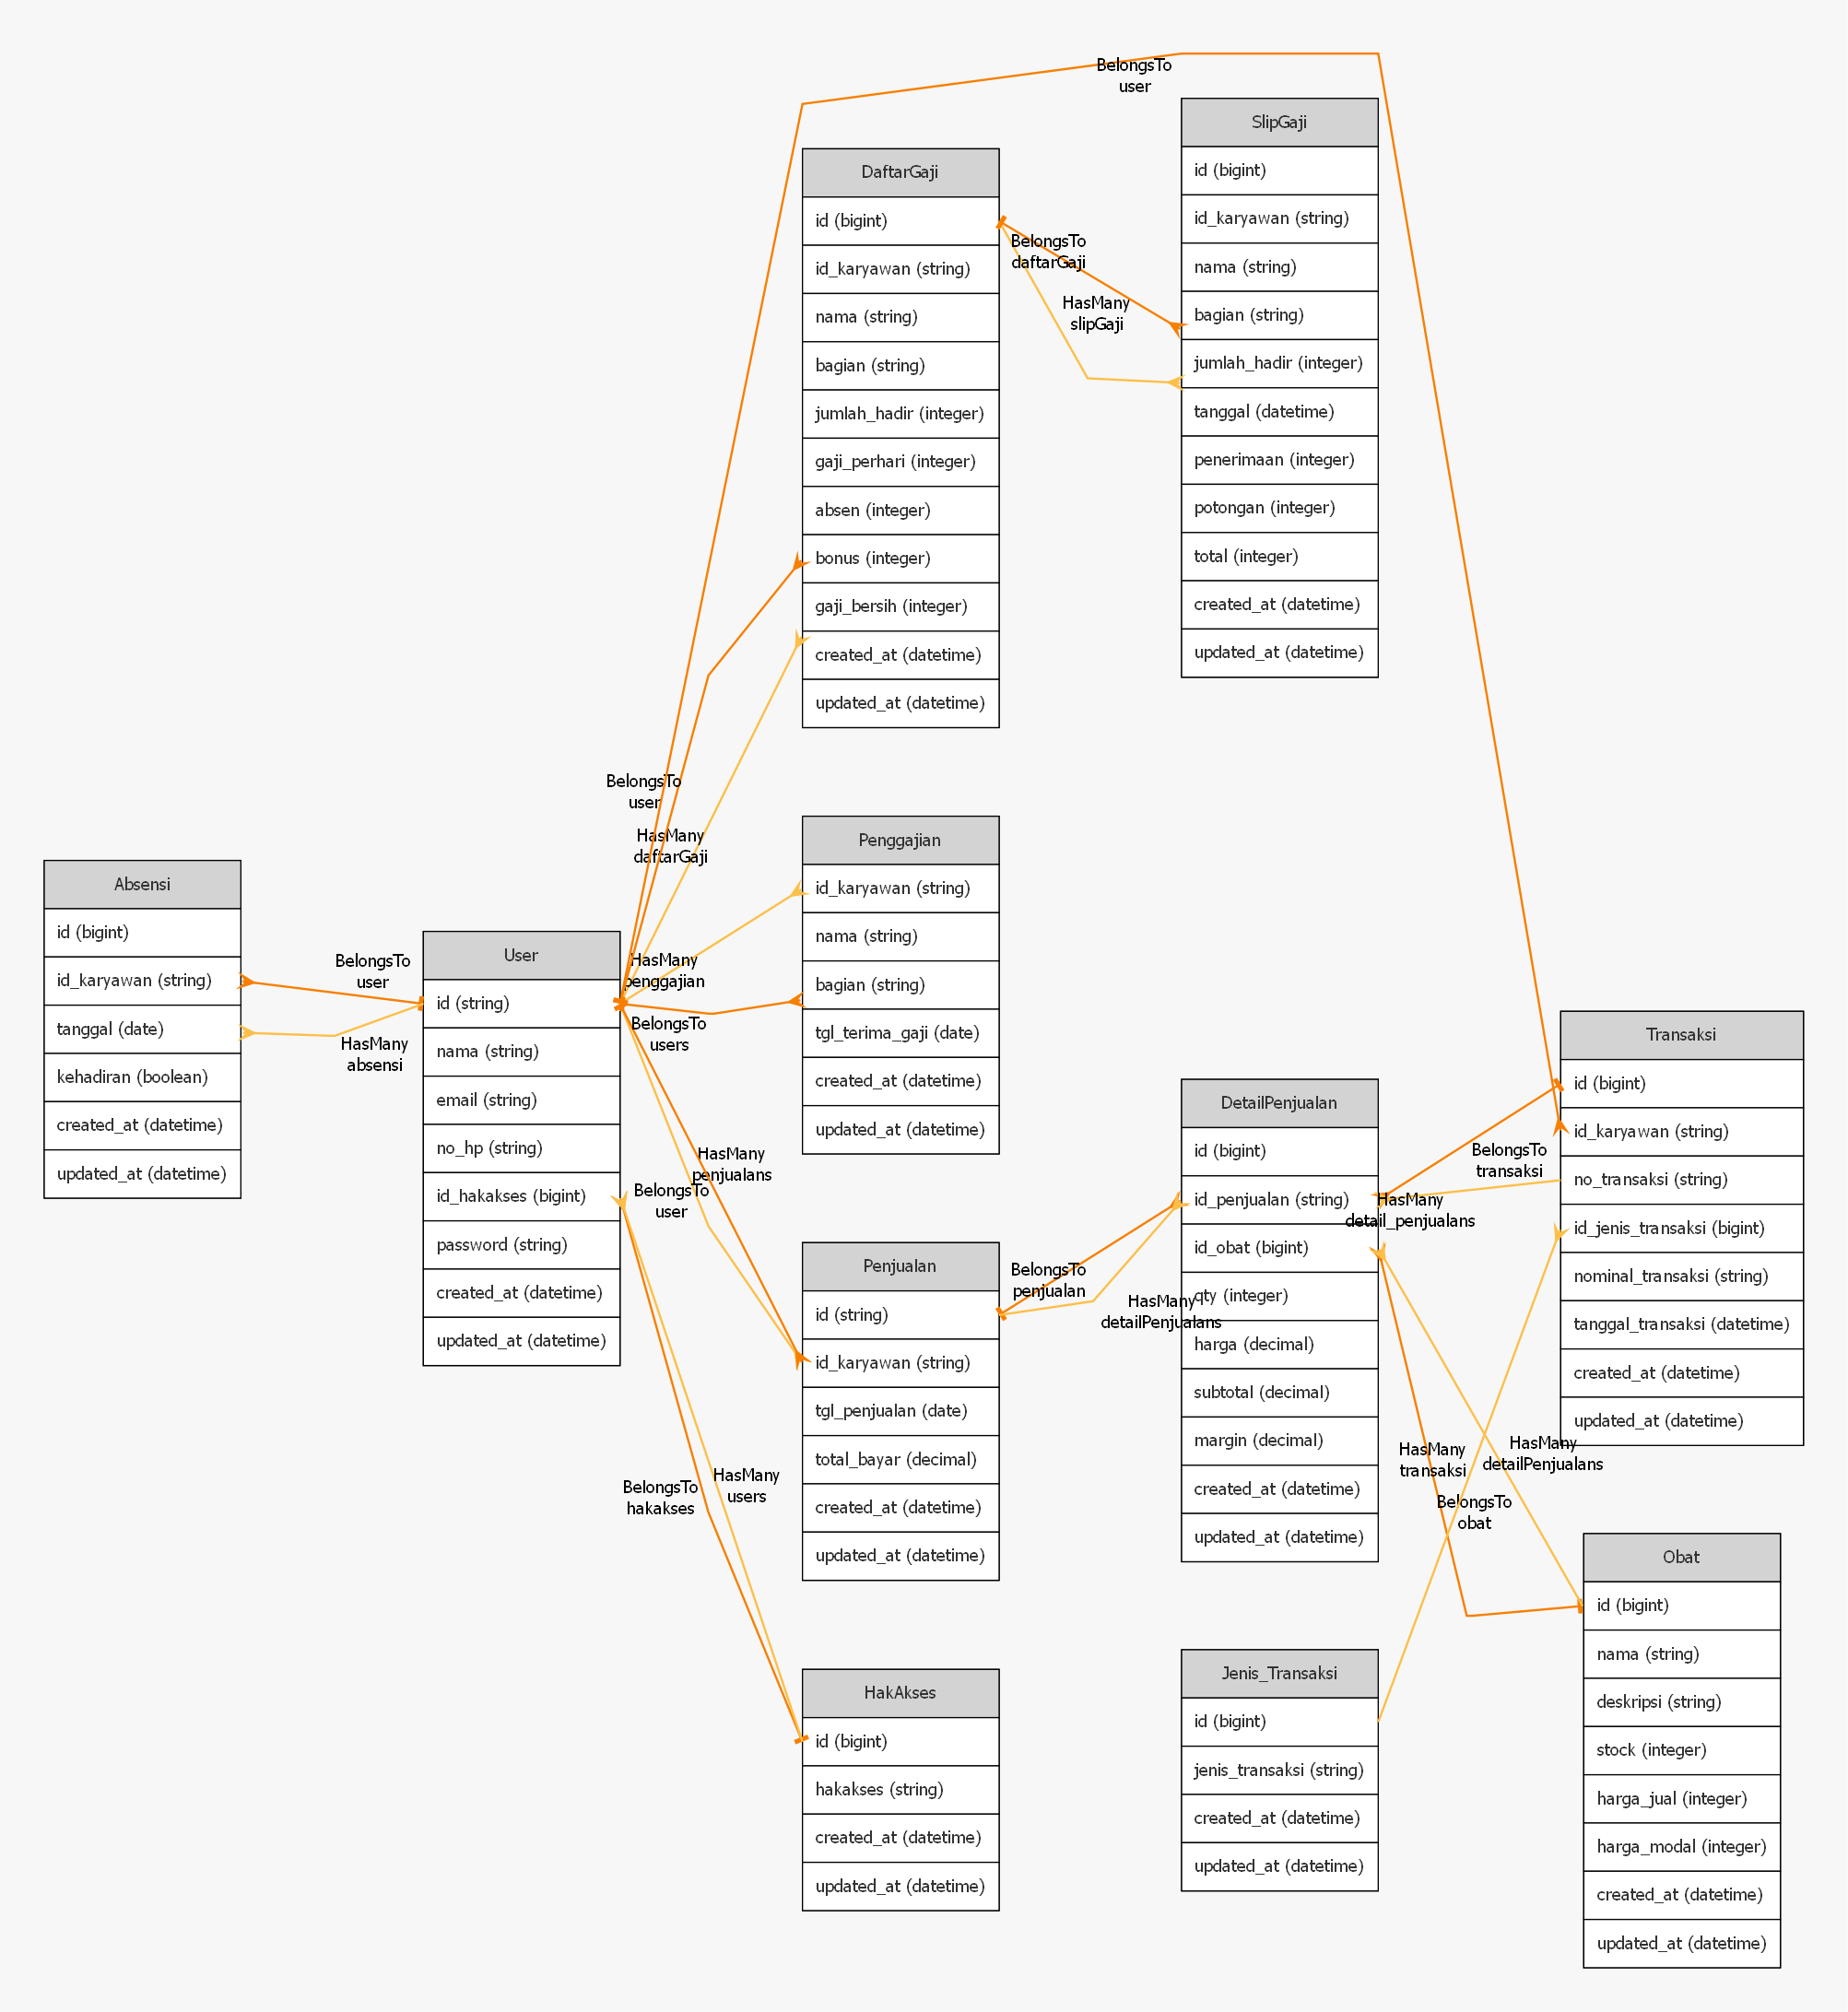 BelongsTo
user
SlipGaji
id (bigint)
id_karyawan (string)
nama (string)
bagian (string)
jumlah_hadir (integer)
tanggal (datetime)
penerimaan (integer)
potongan (integer)
total (integer)
created_at (datetime)
updated_at (datetime)
DaftarGaji
id (bigint)
id_karyawan (string)
nama (string)
bagian (string)
jumlah_hadir (integer)
gaji_perhari (integer)
absen (integer)
bonus (integer)
gaji_bersih (integer)
created_at (datetime)
updated_at (datetime)
BelongsTo
daftarGaji
HasMany
slipGaji
BelongsTo
user
HasMany
daftarGaji
Penggajian
id_karyawan (string)
nama (string)
bagian (string)
tgl_terima_gaji (date)
created_at (datetime)
updated_at (datetime)
Absensi
id (bigint)
id_karyawan (string)
tanggal (date)
kehadiran (boolean)
created_at (datetime)
updated_at (datetime)
BelongsTo
user
HasMany
absensi
User
id (string)
nama (string)
email (string)
no_hp (string)
id_hakakses (bigint)
password (string)
created_at (datetime)
updated_at (datetime)
HasMany
penggajian
BelongsTo
users
HasMany
penjualans
BelongsTo
user
Penjualan
id (string)
id_karyawan (string)
tgl_penjualan (date)
total_bayar (decimal)
created_at (datetime)
updated_at (datetime)
BelongsTo
penjualan
HasMany
detailPenjualans
DetailPenjualan
id (bigint)
id_penjualan (string)
id_obat (bigint)
qty (integer)
harga (decimal)
subtotal (decimal)
margin (decimal)
created_at (datetime)
updated_at (datetime)
BelongsTo
transaksi
HasMany
detail_penjualans
Transaksi
id (bigint)
id_karyawan (string)
no_transaksi (string)
id_jenis_transaksi (bigint)
nominal_transaksi (string)
tanggal_transaksi (datetime)
created_at (datetime)
updated_at (datetime)
HasMany
transaksi
HasMany
detailPenjualans
BelongsTo
obat
BelongsTo
hakakses
HasMany
users
HakAkses
id (bigint)
hakakses (string)
created_at (datetime)
updated_at (datetime)
Jenis_Transaksi
id (bigint)
jenis_transaksi (string)
created_at (datetime)
updated_at (datetime)
Obat
id (bigint)
nama (string)
deskripsi (string)
stock (integer)
harga_jual (integer)
harga_modal (integer)
created_at (datetime)
updated_at (datetime)